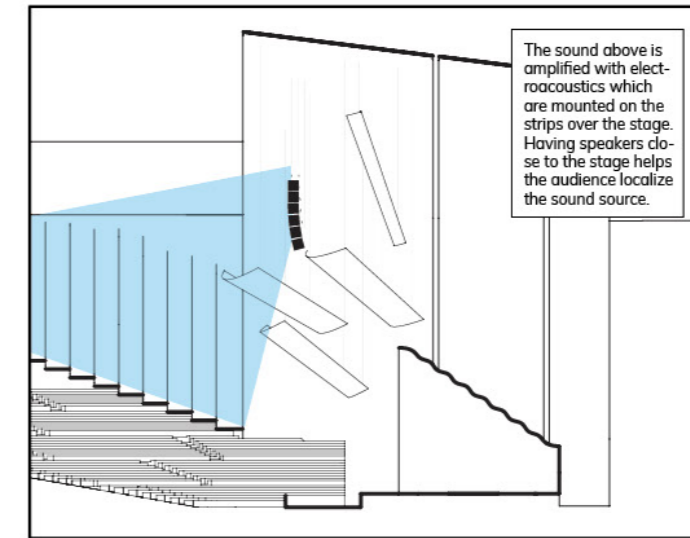 The sound above is
amplified with elect-
roacoustics which
are mounted on the
strips over the stage.
Having speakers clo-
se to the stage helps
the audience localize
the sound source.